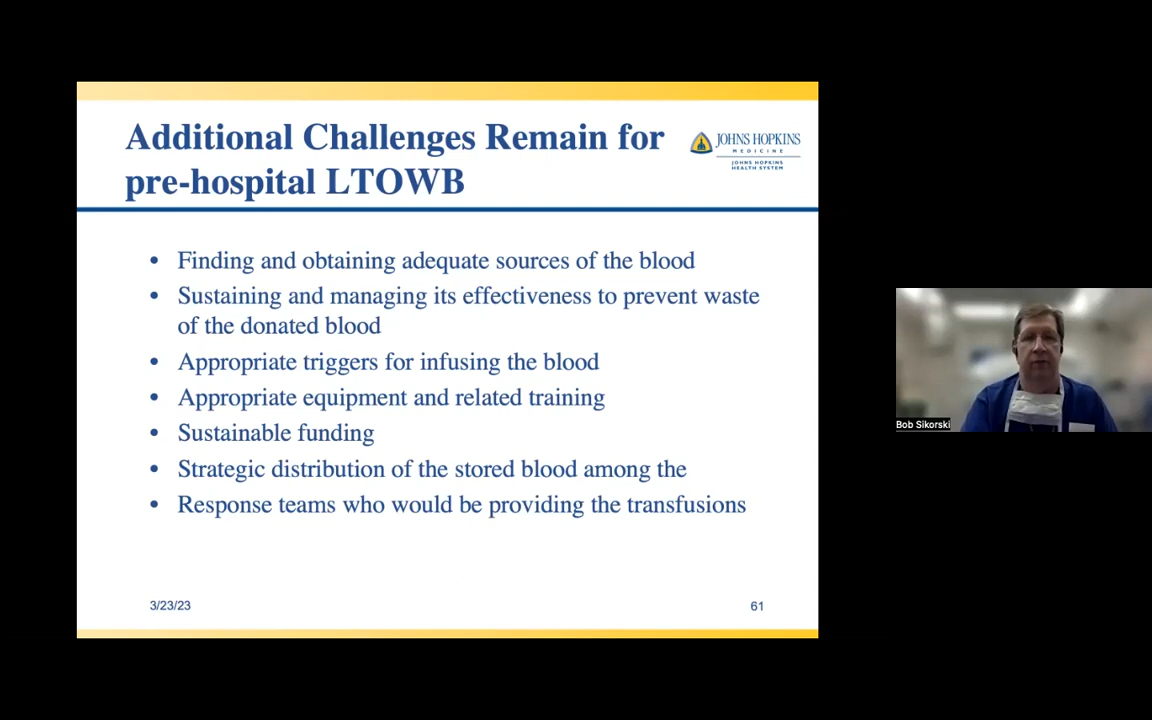 Additional Challenges Remain for
pre-hospital LTOWB
JOHNS HOPKINS
MEDICINE
JOHNS HOPKINS
HEALTH SYSTEM
• Finding and obtaining adequate sources of the blood
• Sustaining and managing its effectiveness to prevent waste
of the donated blood
• Appropriate triggers for infusing the blood
• Appropriate equipment and related training
• Sustainable funding
• Strategic distribution of the stored blood among the
• Response teams who would be providing the transfusions
3/23/23
61
Bob Sikorski